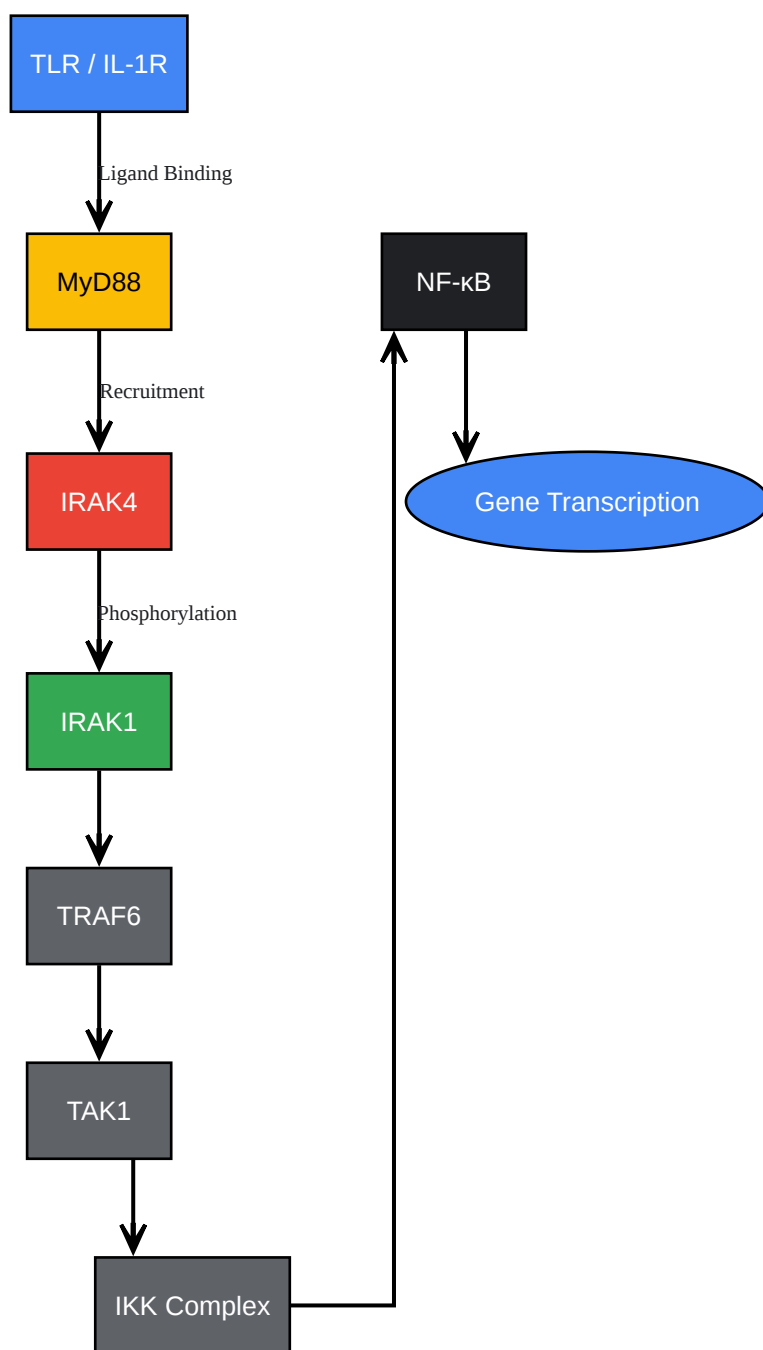 TLR / IL-1R
Ligand Binding
MyD88
Recruitment
IRAK4
Phosphorylation
IRAK1
TRAF6
TAK1
IKK Complex
NF-κB
Gene Transcription